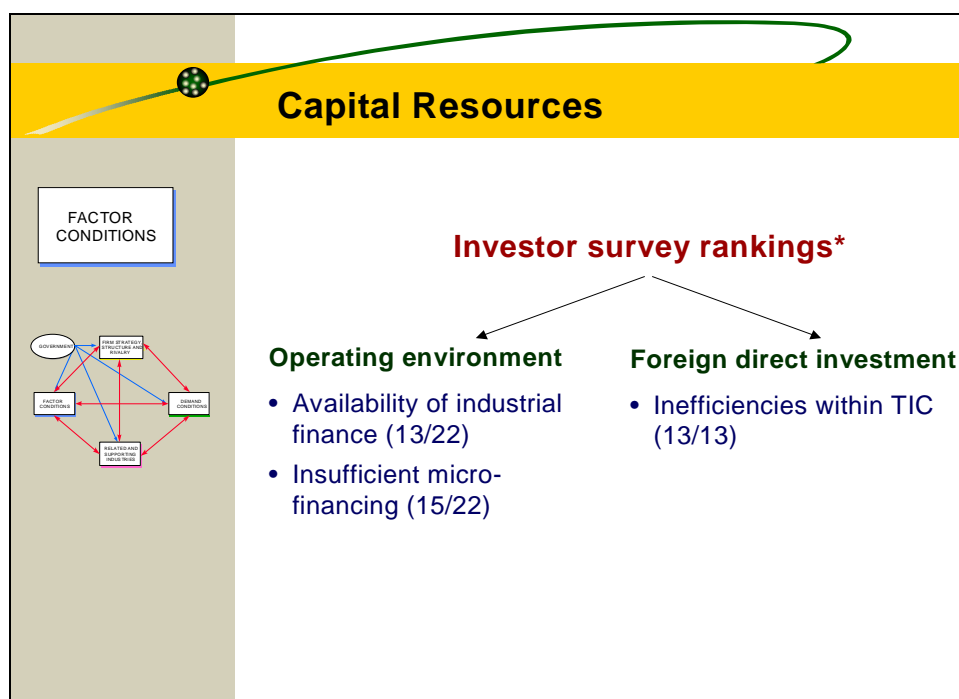 Capital Resources
FACTOR
CONDITIONS
Investor survey rankings*
GOVERNMENT
FIRM STRATEGY
STRUCTURE AND
RIVALRY
FACTOR
CONDITIONS
DEMAND
CONDITIONS
RELATED AND
SUPPORTING
INDUSTRIES
Operating environment
• Availability of industrial
finance (13/22)
• Insufficient micro-
financing (15/22)
Foreign direct investment
• Inefficiencies within TIC
(13/13)